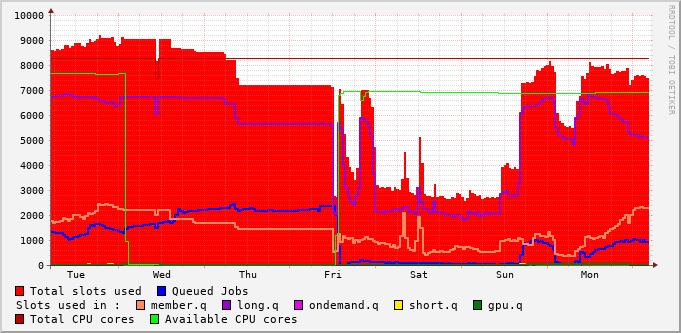 10000
9000
8000
7000
6000
5000
4000
3000
2000
1000
0
Tue Wed Thu Fri Sat Sun Mon
RRDTOOL / TOBI OETIKER
Total slots used Queued Jobs
Slots used in : member.q long.q ondemand.q short.q gpu.q
Total CPU cores Available CPU cores